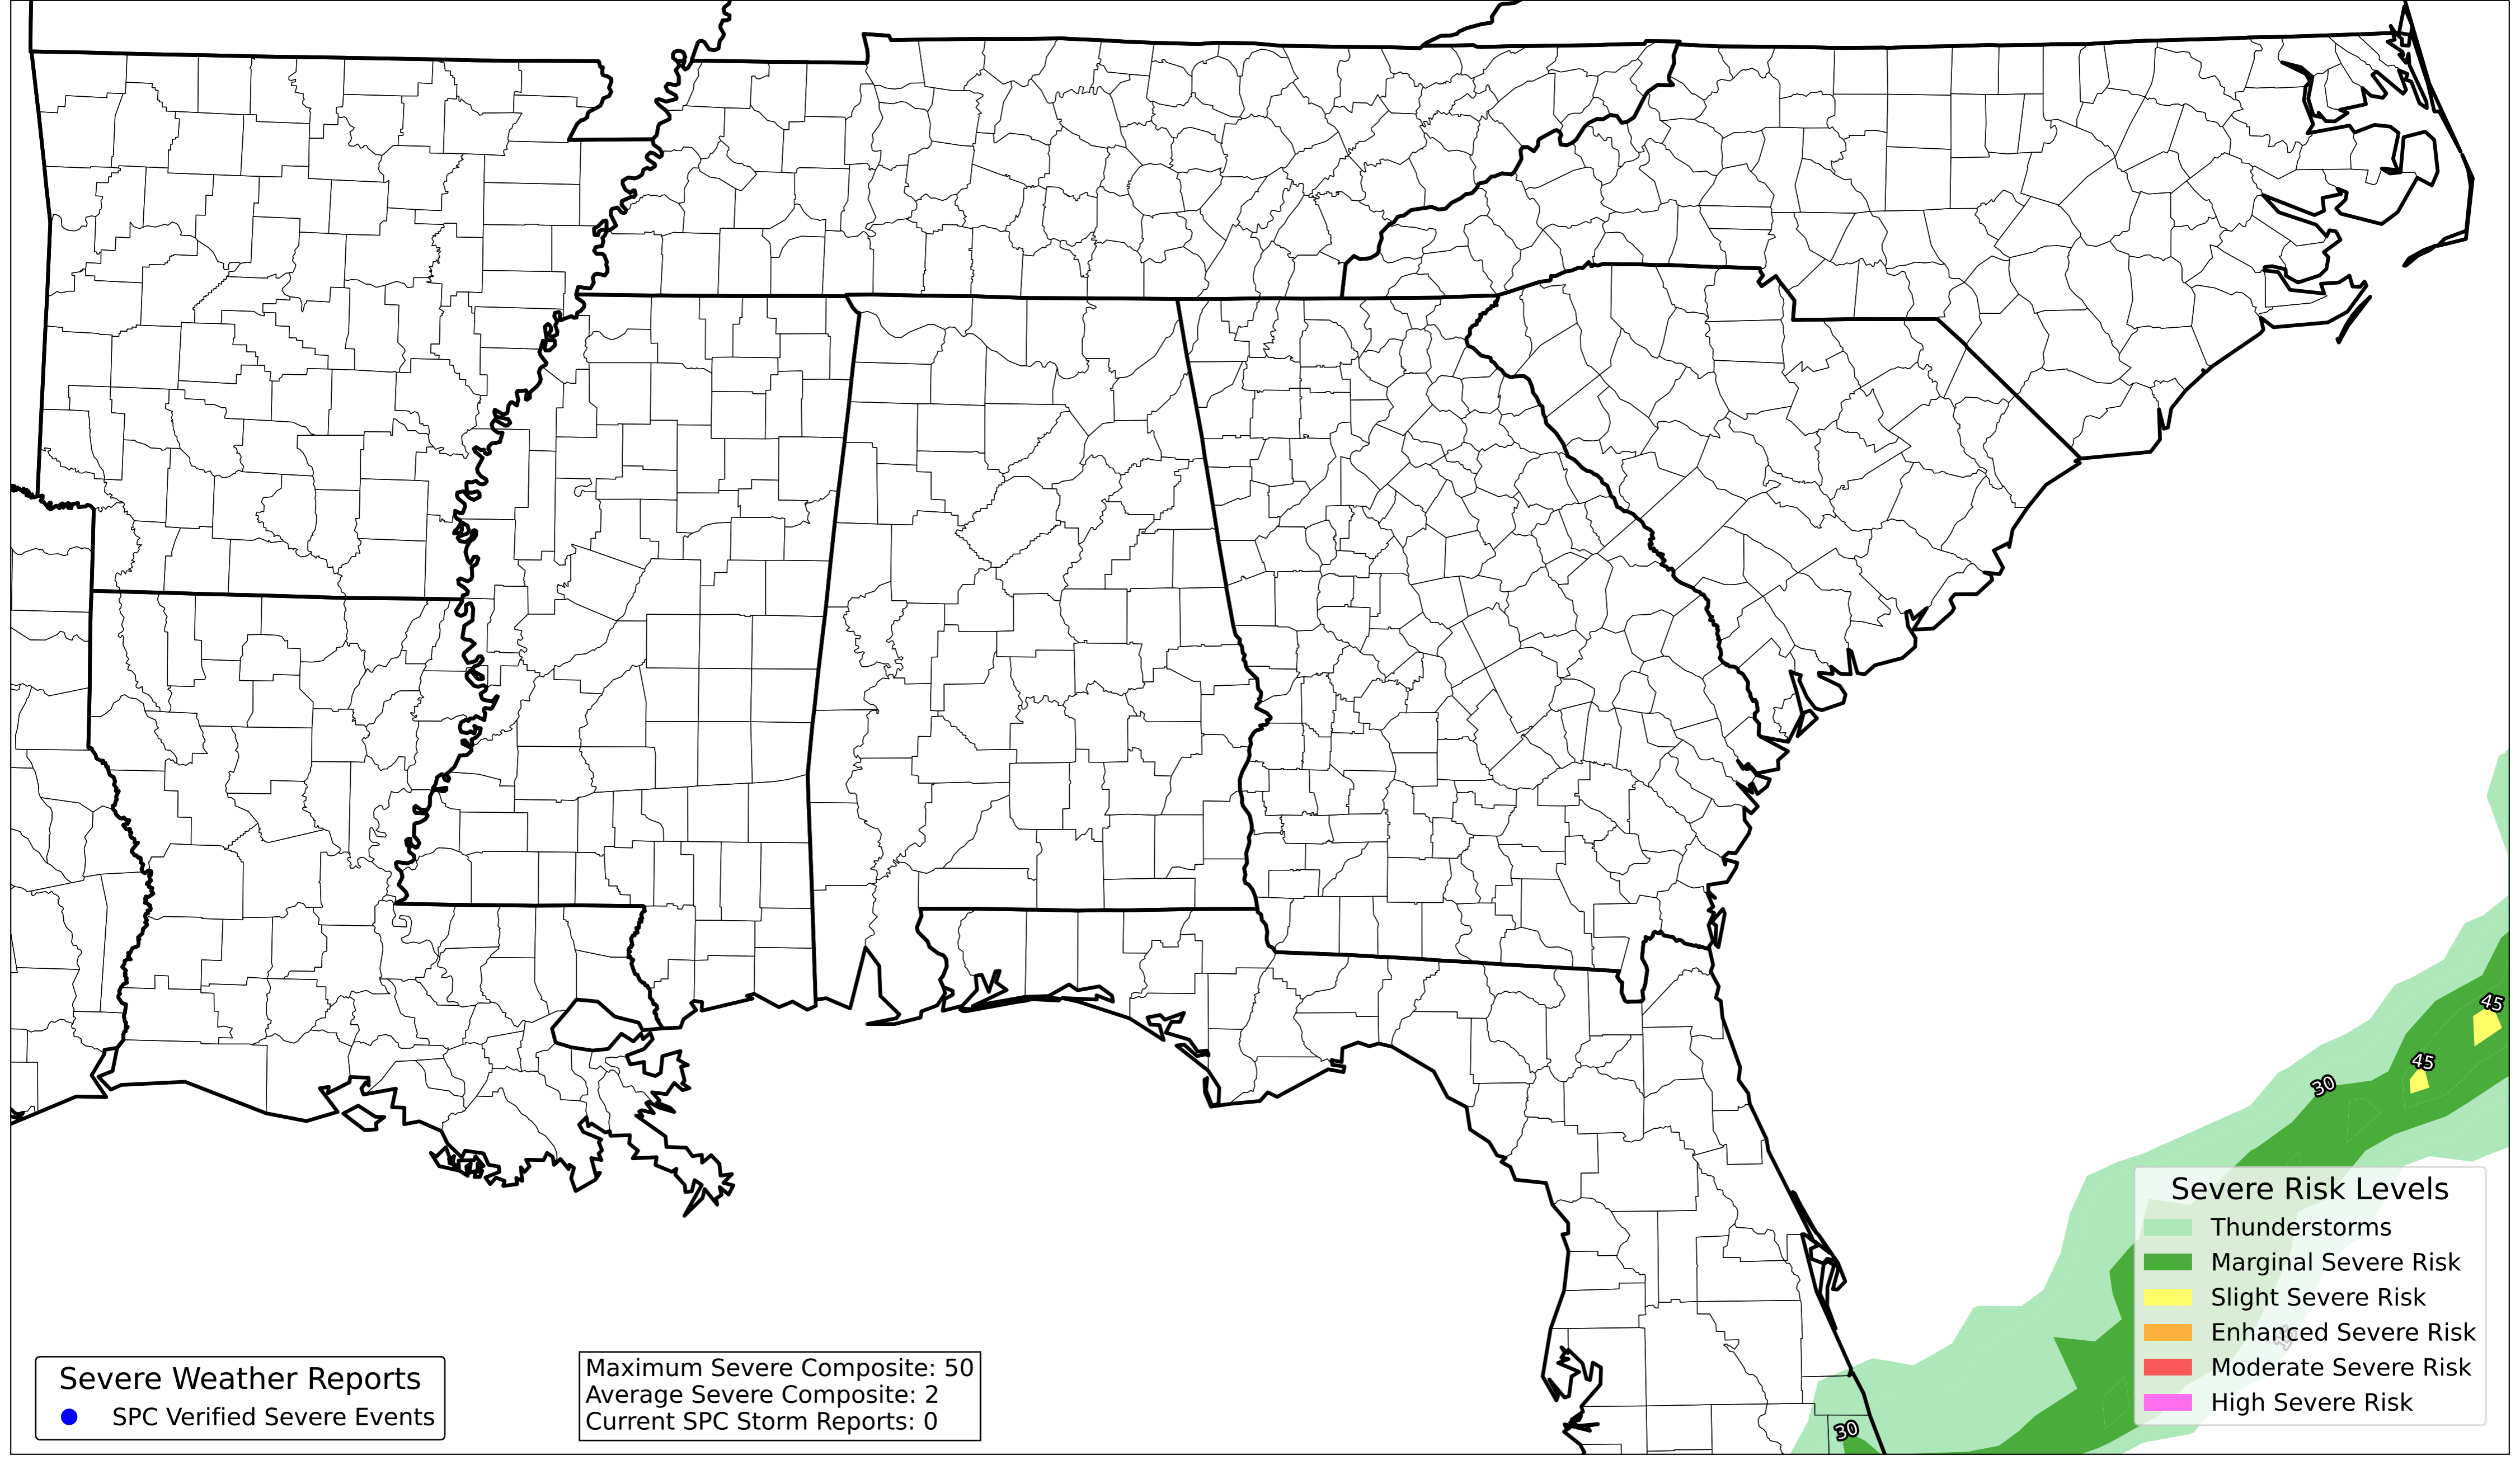 45
45
30
Severe Risk Levels
Thunderstorms
Marginal Severe Risk
Slight Severe Risk
Enhanced Severe Risk
Moderate Severe Risk
High Severe Risk
Maximum Severe Composite: 50
Average Severe Composite: 2
Current SPC Storm Reports: 0
Severe Weather Reports
SPC Verified Severe Events
30